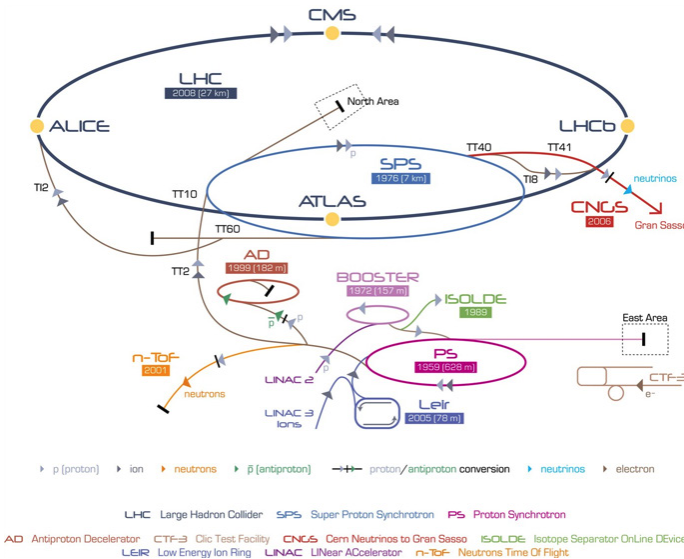 CMS
LHC
2008 (27 km)
North Area
ALICE
LHCb
TT40
TT41
SPS
1976 (7 km)
p
TI8
TI2
TT10
ATLAS
neutrinos
CNGS
2006
Gran Sasso
TT60
AD
1999 (182 m)
TT2
BOOSTER
1972 (157 m)
ISOLDE
1989
p
p̄
East Area
n-ToF
2001
PS
1959 (628 m)
LINAC 2
p
neutrons
CTF-3
e-
LINAC 3
Ions
Leir
2005 (78 m)
p (proton) ion neutrons p̄ (antiproton) proton/antiproton conversion neutrinos electron
LHC Large Hadron Collider SPS Super Proton Synchrotron PS Proton Synchrotron
AD Antiproton Decelerator CTF-3 Clic Test Facility CNGS Cern Neutrinos to Gran Sasso ISOLDE Isotope Separator OnLine DEvice
LEIR Low Energy Ion Ring LINAC LINear ACcelerator n-ToF Neutrons Time Of Flight